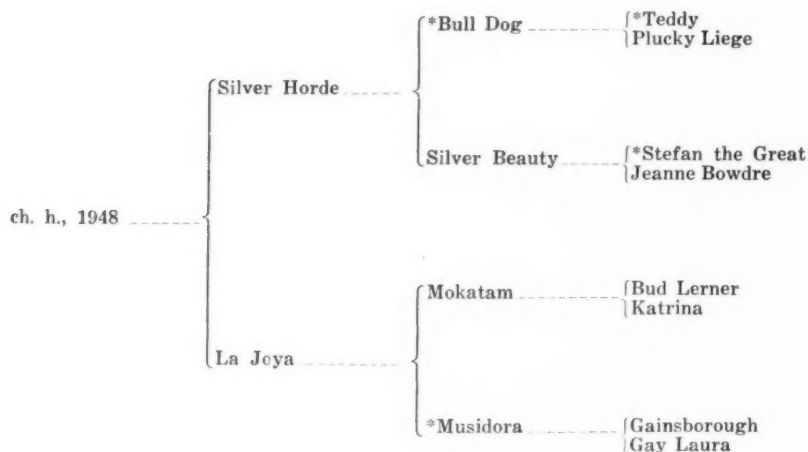 *Bull Dog
*Teddy
Plucky Liege
Silver Horde
Silver Beauty
*Stefan the Great
Jeanne Bowdre
ch. h., 1948
Mokatam
Bud Lerner
Katrina
La Joya
*Musidora
Gainsborough
Gay Laura